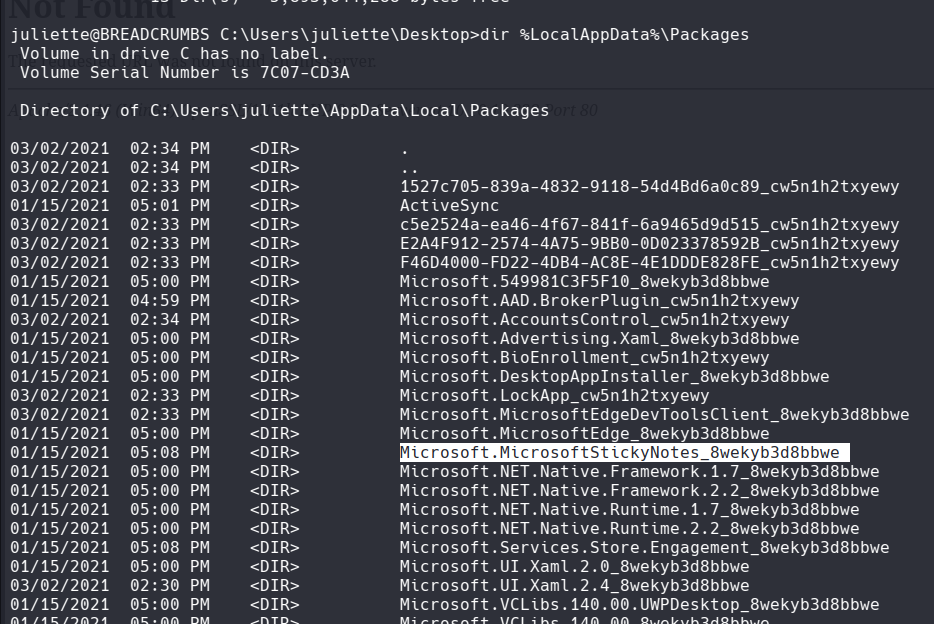 Not Found
juliette@BREADCRUMBS C:\Users\juliette\Desktop>dir %LocalAppData%\Packages
 Volume in drive C has no label.
 Volume Serial Number is 7C07-CD3A
 Directory of C:\Users\juliette\AppData\Local\Packages
Port 80
03/02/2021  02:34 PM    <DIR>          .
03/02/2021  02:34 PM    <DIR>          ..
03/02/2021  02:33 PM    <DIR>          1527c705-839a-4832-9118-54d4Bd6a0c89_cw5n1h2txyewy
01/15/2021  05:01 PM    <DIR>          ActiveSync
03/02/2021  02:33 PM    <DIR>          c5e2524a-ea46-4f67-841f-6a9465d9d515_cw5n1h2txyewy
03/02/2021  02:33 PM    <DIR>          E2A4F912-2574-4A75-9BB0-0D023378592B_cw5n1h2txyewy
03/02/2021  02:33 PM    <DIR>          F46D4000-FD22-4DB4-AC8E-4E1DDDE828FE_cw5n1h2txyewy
01/15/2021  05:00 PM    <DIR>          Microsoft.549981C3F5F10_8wekyb3d8bbwe
01/15/2021  04:59 PM    <DIR>          Microsoft.AAD.BrokerPlugin_cw5n1h2txyewy
03/02/2021  02:34 PM    <DIR>          Microsoft.AccountsControl_cw5n1h2txyewy
01/15/2021  05:00 PM    <DIR>          Microsoft.Advertising.Xaml_8wekyb3d8bbwe
01/15/2021  05:00 PM    <DIR>          Microsoft.BioEnrollment_cw5n1h2txyewy
01/15/2021  05:00 PM    <DIR>          Microsoft.DesktopAppInstaller_8wekyb3d8bbwe
03/02/2021  02:33 PM    <DIR>          Microsoft.LockApp_cw5n1h2txyewy
03/02/2021  02:33 PM    <DIR>          Microsoft.MicrosoftEdgeDevToolsClient_8wekyb3d8bbwe
01/15/2021  05:00 PM    <DIR>          Microsoft.MicrosoftEdge_8wekyb3d8bbwe
01/15/2021  05:08 PM    <DIR>          Microsoft.MicrosoftStickyNotes_8wekyb3d8bbwe
01/15/2021  05:00 PM    <DIR>          Microsoft.NET.Native.Framework.1.7_8wekyb3d8bbwe
01/15/2021  05:00 PM    <DIR>          Microsoft.NET.Native.Framework.2.2_8wekyb3d8bbwe
01/15/2021  05:00 PM    <DIR>          Microsoft.NET.Native.Runtime.1.7_8wekyb3d8bbwe
01/15/2021  05:00 PM    <DIR>          Microsoft.NET.Native.Runtime.2.2_8wekyb3d8bbwe
01/15/2021  05:08 PM    <DIR>          Microsoft.Services.Store.Engagement_8wekyb3d8bbwe
01/15/2021  05:00 PM    <DIR>          Microsoft.UI.Xaml.2.0_8wekyb3d8bbwe
03/02/2021  02:30 PM    <DIR>          Microsoft.UI.Xaml.2.4_8wekyb3d8bbwe
01/15/2021  05:00 PM    <DIR>          Microsoft.VCLibs.140.00.UWPDesktop_8wekyb3d8bbwe
01/15/2021  05:00 PM    <DIR>          Microsoft.VCLibs.140.00_8wekyb3d8bbwe